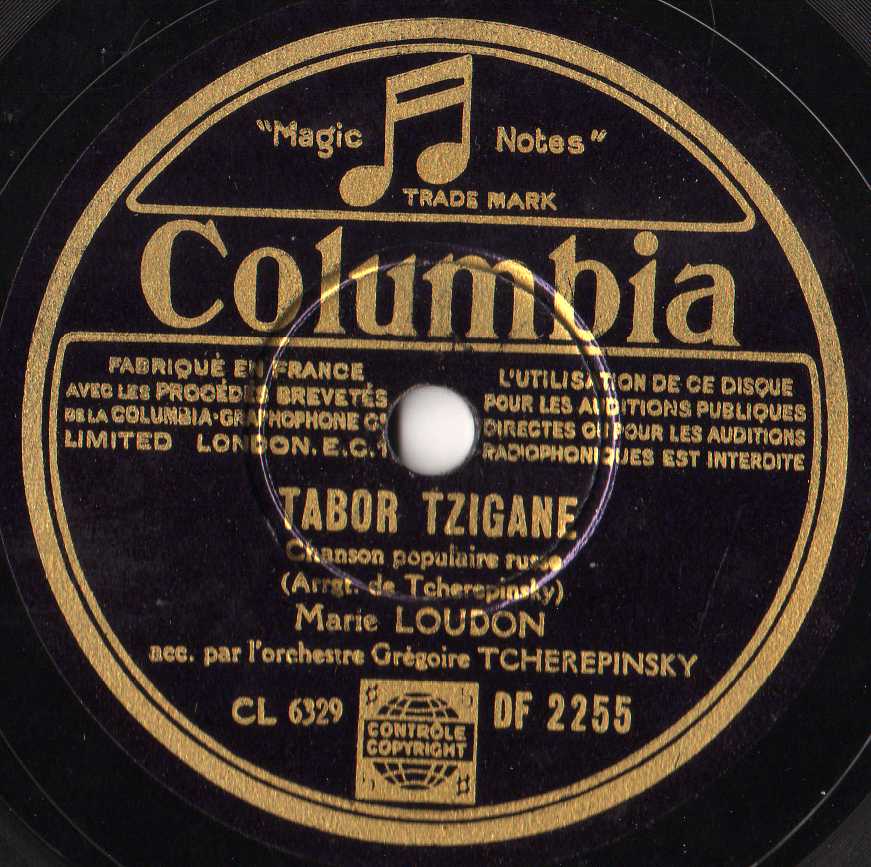 "Magic Notes"
TRADE MARK
Columbia
FABRIQUÉ EN FRANCE
AVEC LES PROCÉDÉS BREVETÉS
DE LA COLUMBIA-GRAPHOPHONE Cº
LIMITED LONDON. E.C.1
L'UTILISATION DE CE DISQUE
POUR LES AUDITIONS PUBLIQUES
DIRECTES OU POUR LES AUDITIONS
RADIOPHONIQUES EST INTERDITE
TABOR TZIGANE
Chanson populaire russe
(Arrgt. de Tcherepinsky)
Marie LOUDON
acc. par l'orchestre Grégoire TCHEREPINSKY
CL 6329
CONTRÔLE
COPYRIGHT
DF 2255